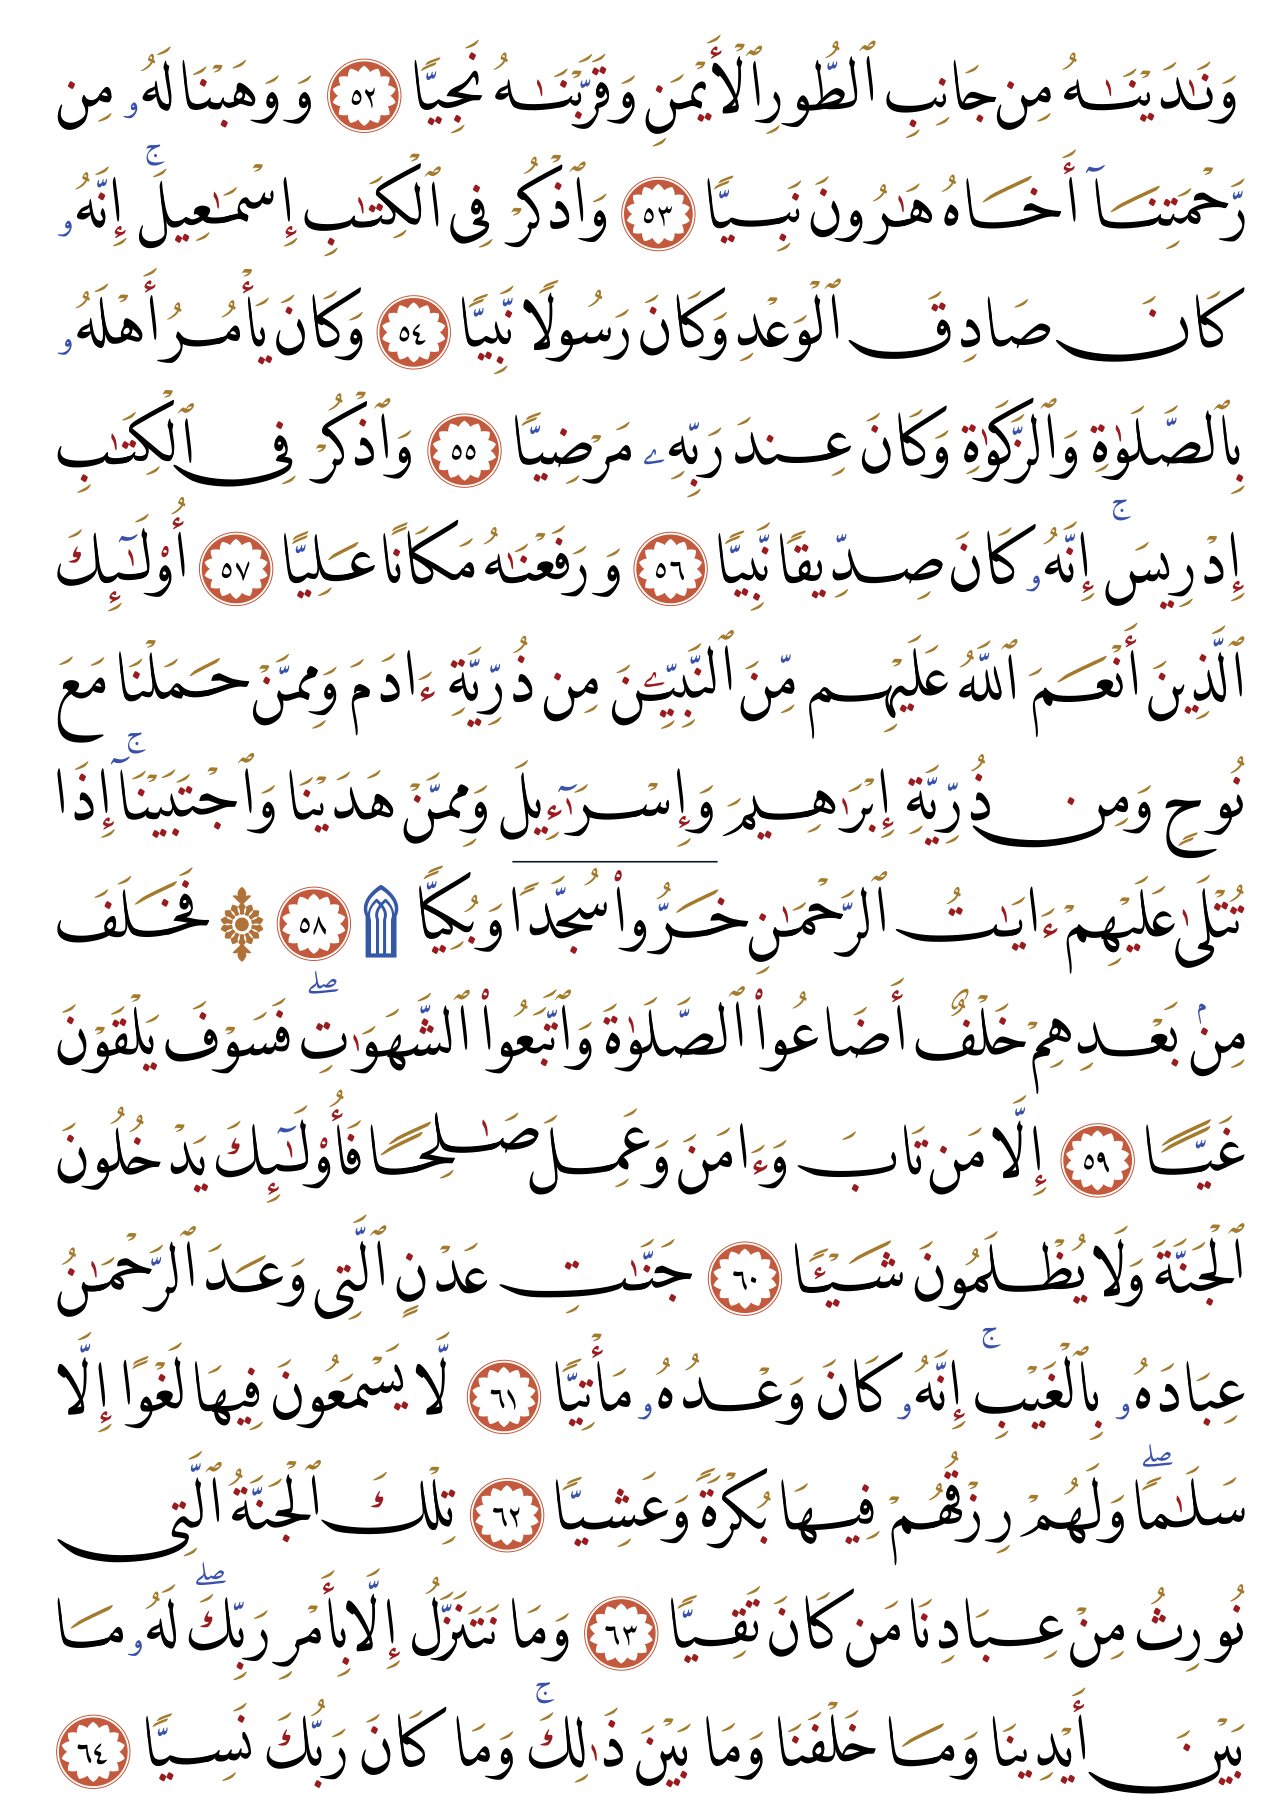 وَنَٰدَيْنَٰهُ مِن جَانِبِ ٱلطُّورِ ٱلْأَيْمَنِ وَقَرَّبْنَٰهُ نَجِيًّا ٥٢ وَوَهَبْنَا لَهُۥ مِن
رَّحْمَتِنَآ أَخَاهُ هَٰرُونَ نَبِيًّا ٥٣ وَٱذْكُرْ فِى ٱلْكِتَٰبِ إِسْمَٰعِيلَ ۚ إِنَّهُۥ
كَانَ صَادِقَ ٱلْوَعْدِ وَكَانَ رَسُولًا نَّبِيًّا ٥٤ وَكَانَ يَأْمُرُ أَهْلَهُۥ
بِٱلصَّلَوٰةِ وَٱلزَّكَوٰةِ وَكَانَ عِندَ رَبِّهِۦ مَرْضِيًّا ٥٥ وَٱذْكُرْ فِى ٱلْكِتَٰبِ
إِدْرِيسَ ۚ إِنَّهُۥ كَانَ صِدِّيقًا نَّبِيًّا ٥٦ وَرَفَعْنَٰهُ مَكَانًا عَلِيًّا ٥٧ أُو۟لَٰٓئِكَ
ٱلَّذِينَ أَنْعَمَ ٱللَّهُ عَلَيْهِم مِّنَ ٱلنَّبِيِّـۧنَ مِن ذُرِّيَّةِ ءَادَمَ وَمِمَّنْ حَمَلْنَا مَعَ
نُوحٍ وَمِن ذُرِّيَّةِ إِبْرَٰهِيمَ وَإِسْرَٰٓءِيلَ وَمِمَّنْ هَدَيْنَا وَٱجْتَبَيْنَآ ۚ إِذَا
تُتْلَىٰ عَلَيْهِمْ ءَايَٰتُ ٱلرَّحْمَٰنِ خَرُّوا۟ سُجَّدًا وَبُكِيًّا ۩ ٥٨ ۞ فَخَلَفَ
مِنۢ بَعْدِهِمْ خَلْفٌ أَضَاعُوا۟ ٱلصَّلَوٰةَ وَٱتَّبَعُوا۟ ٱلشَّهَوَٰتِ ۖ فَسَوْفَ يَلْقَوْنَ
غَيًّا ٥٩ إِلَّا مَن تَابَ وَءَامَنَ وَعَمِلَ صَٰلِحًا فَأُو۟لَٰٓئِكَ يَدْخُلُونَ
ٱلْجَنَّةَ وَلَا يُظْلَمُونَ شَيْـًٔا ٦٠ جَنَّٰتِ عَدْنٍ ٱلَّتِى وَعَدَ ٱلرَّحْمَٰنُ
عِبَادَهُۥ بِٱلْغَيْبِ ۚ إِنَّهُۥ كَانَ وَعْدُهُۥ مَأْتِيًّا ٦١ لَّا يَسْمَعُونَ فِيهَا لَغْوًا إِلَّا
سَلَٰمًا ۖ وَلَهُمْ رِزْقُهُمْ فِيهَا بُكْرَةً وَعَشِيًّا ٦٢ تِلْكَ ٱلْجَنَّةُ ٱلَّتِى
نُورِثُ مِنْ عِبَادِنَا مَن كَانَ تَقِيًّا ٦٣ وَمَا نَتَنَزَّلُ إِلَّا بِأَمْرِ رَبِّكَ ۖ لَهُۥ مَا
بَيْنَ أَيْدِينَا وَمَا خَلْفَنَا وَمَا بَيْنَ ذَٰلِكَ ۚ وَمَا كَانَ رَبُّكَ نَسِيًّا ٦٤